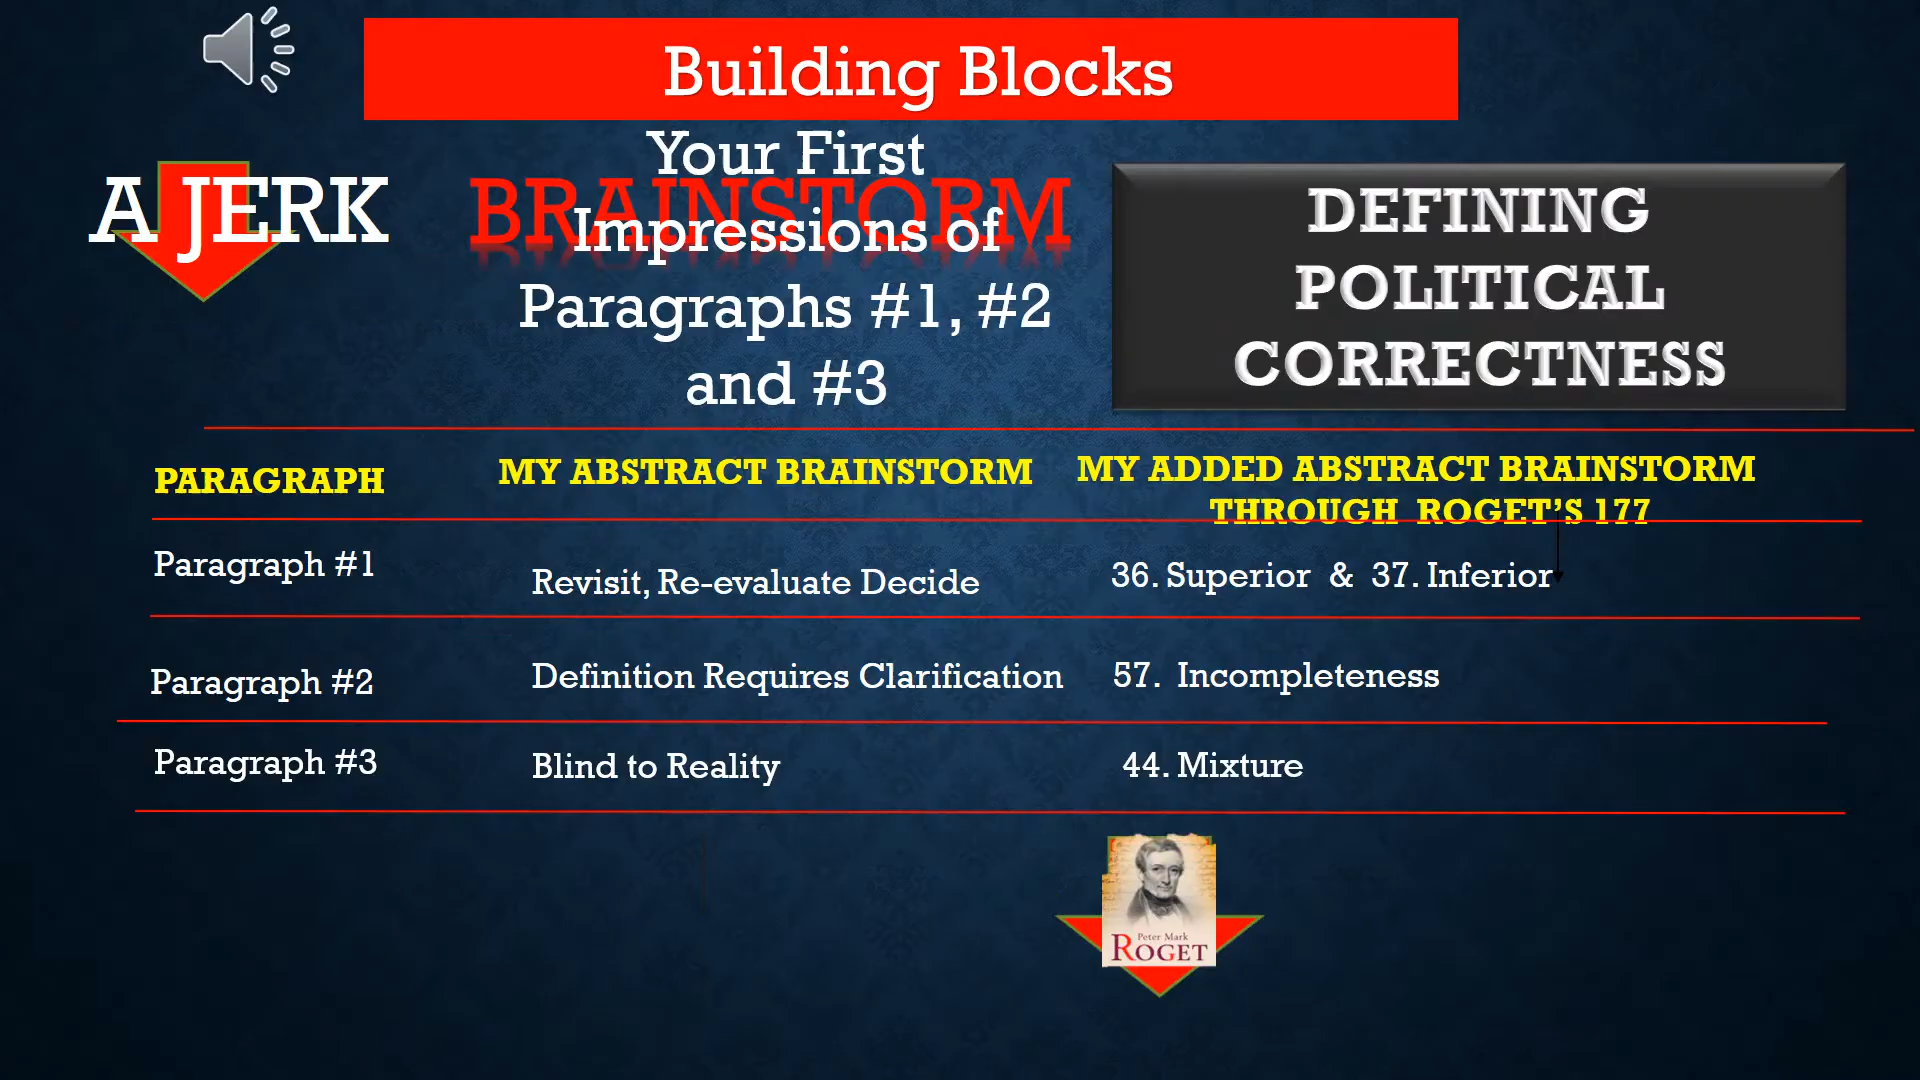 Building Blocks
A JERK
BRAINSTORM
Your First
Impressions of
Paragraphs #1, #2
and #3
DEFINING
POLITICAL
CORRECTNESS
PARAGRAPH
MY ABSTRACT BRAINSTORM
MY ADDED ABSTRACT BRAINSTORM
THROUGH ROGET'S 177
Paragraph #1
Revisit, Re-evaluate Decide
36. Superior & 37. Inferior
Paragraph #2
Definition Requires Clarification
57. Incompleteness
Paragraph #3
Blind to Reality
44. Mixture
Peter Mark
ROGET